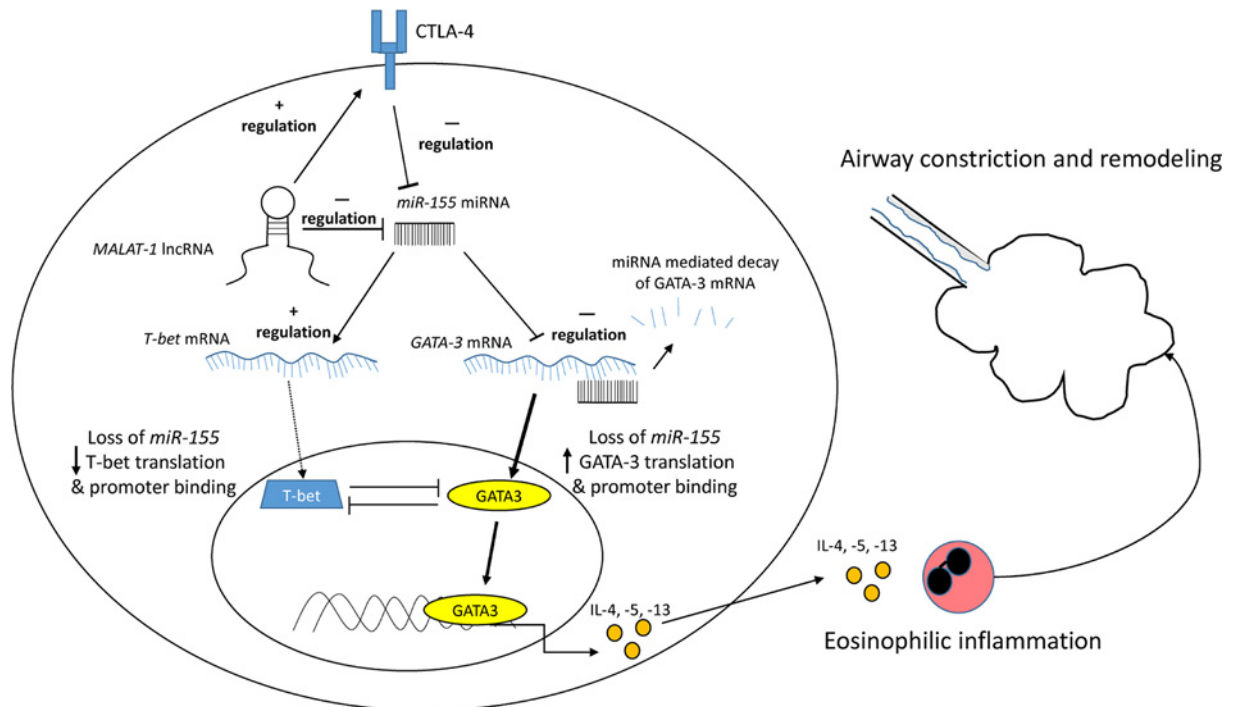 CTLA-4
+
regulation
–
regulation
Airway constriction and remodeling
miR-155 miRNA
–
regulation
MALAT-1 lncRNA
miRNA mediated decay
of GATA-3 mRNA
+
regulation
–
regulation
T-bet mRNA
GATA-3 mRNA
Loss of miR-155
T-bet translation
& promoter binding
Loss of miR-155
GATA-3 translation
& promoter binding
T-bet
GATA3
IL-4, -5, -13
GATA3
IL-4, -5, -13
Eosinophilic inflammation